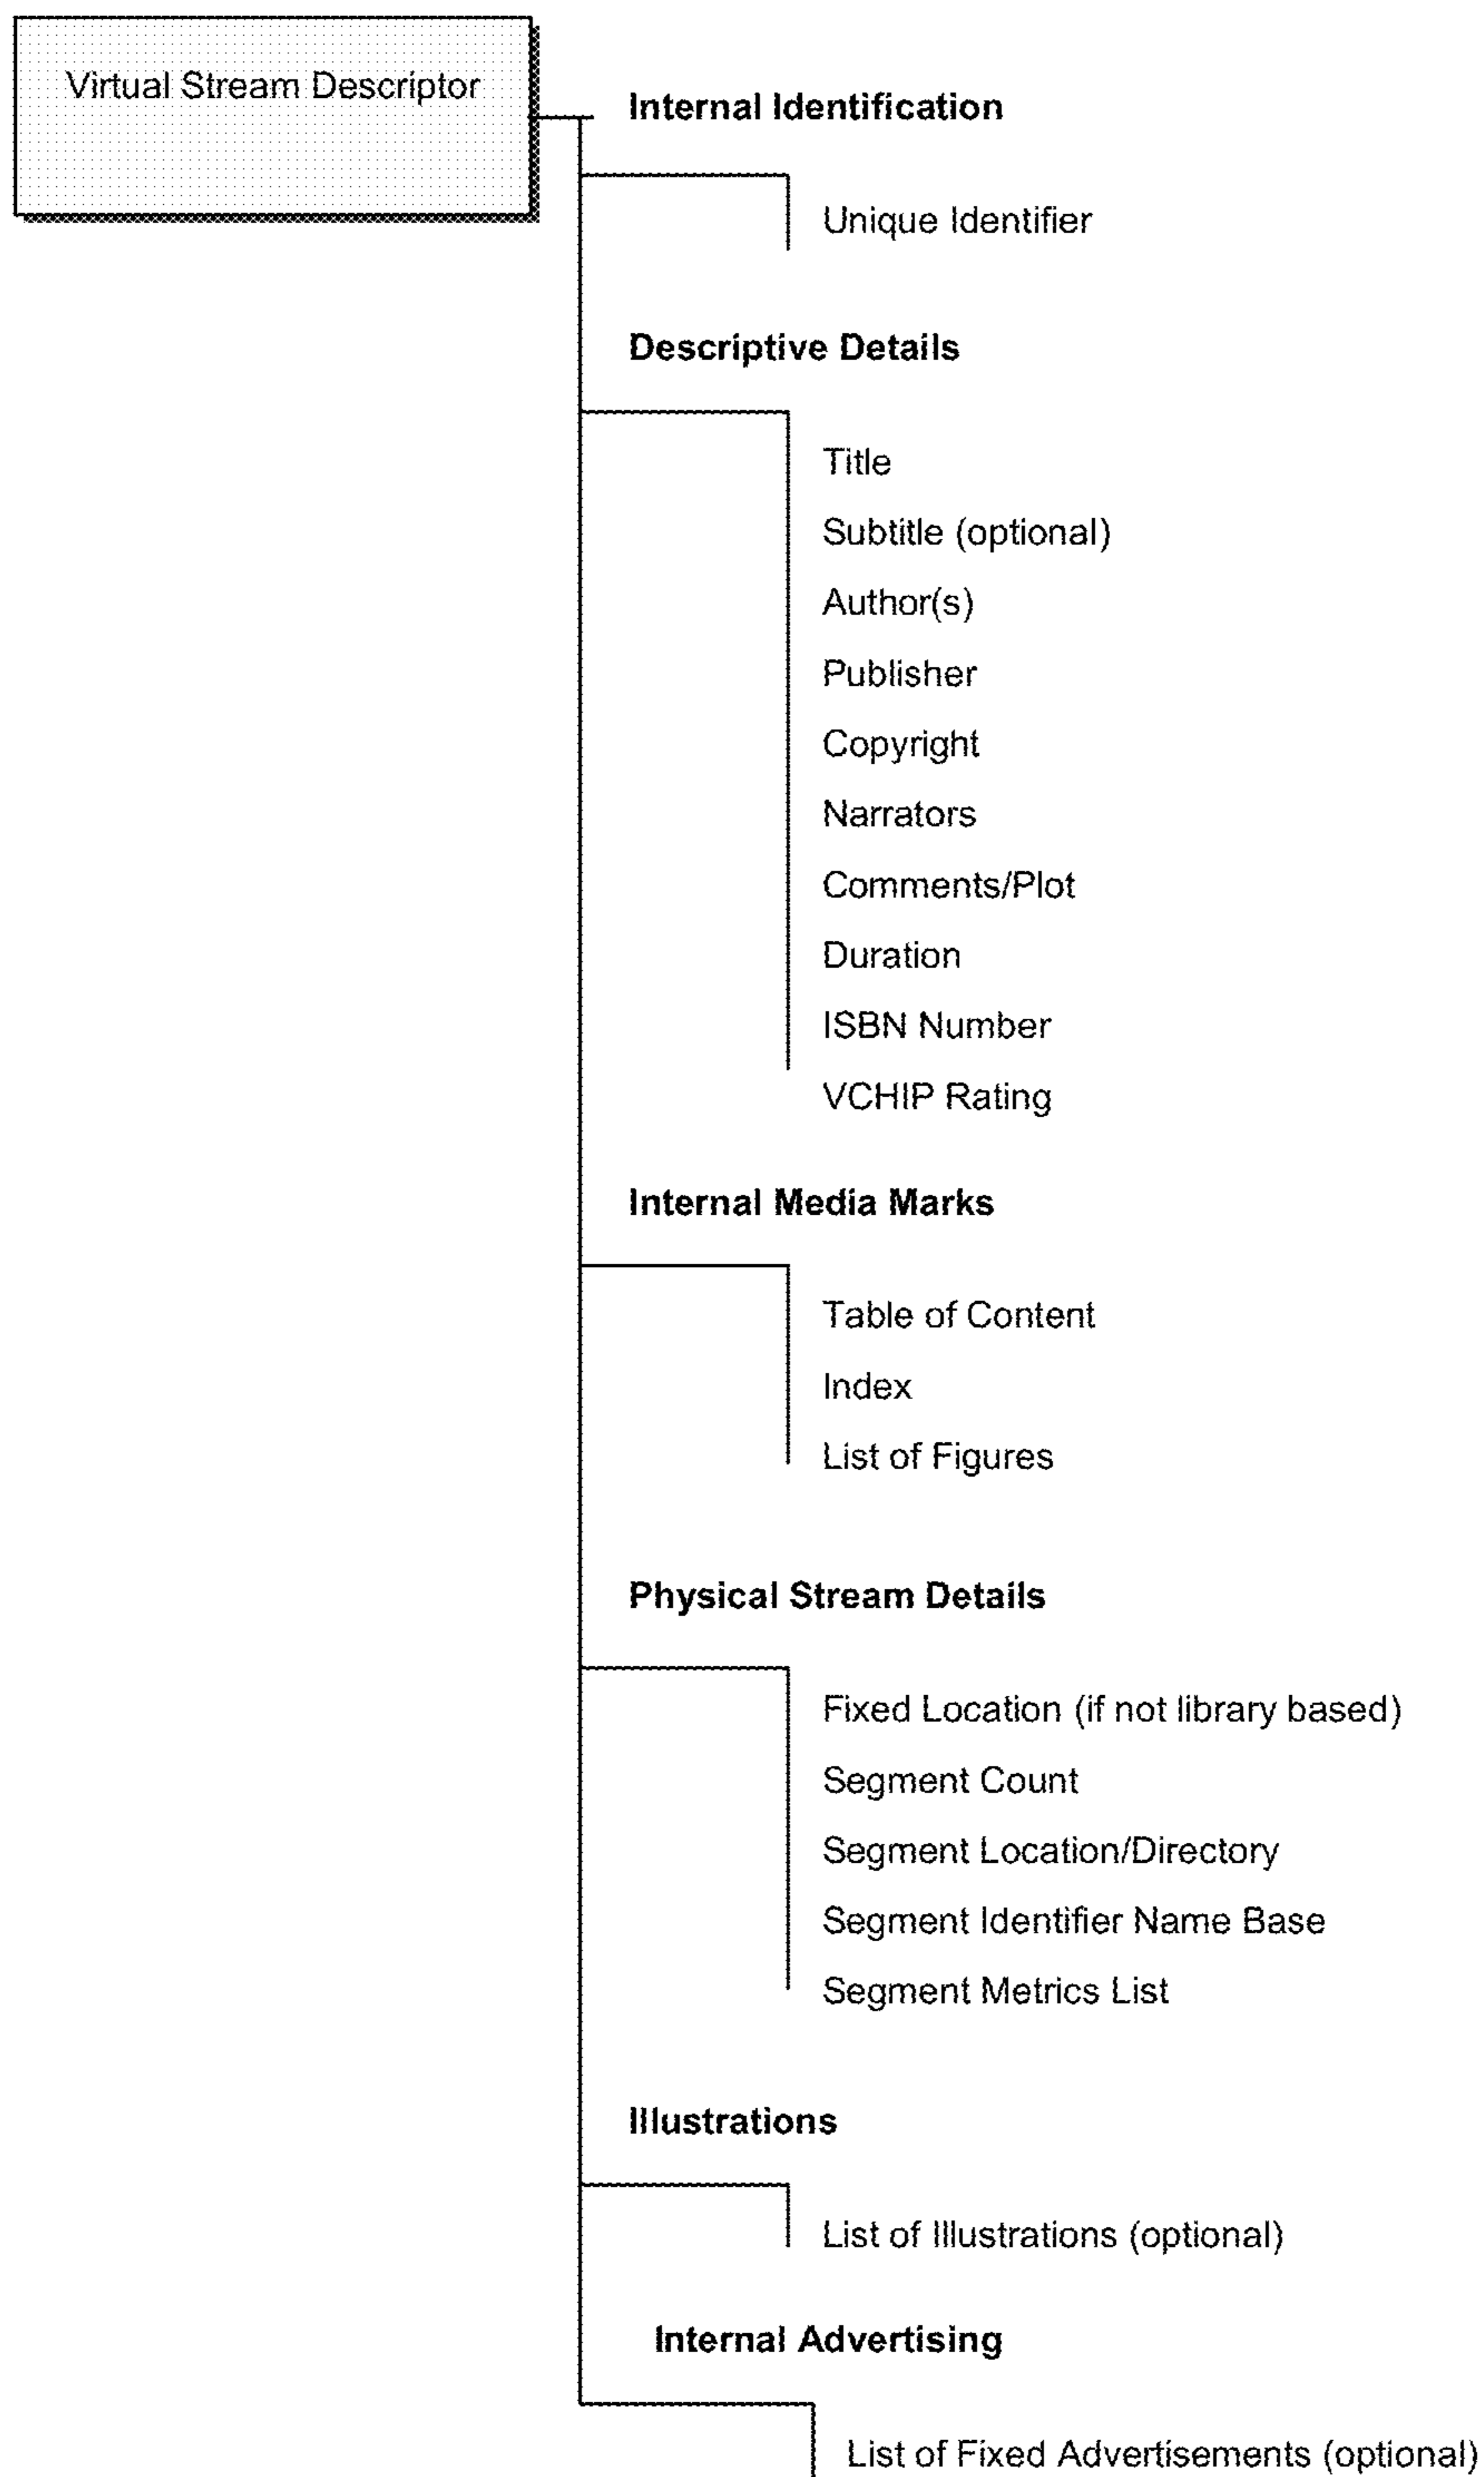 Virtual Stream Descriptor
Internal Identification
Unique Identifier
Descriptive Details
Title
Subtitle (optional)
Author(s)
Publisher
Copyright
Narrators
Comments/Plot
Duration
ISBN Number
VCHIP Rating
Internal Media Marks
Table of Content
Index
List of Figures
Physical Stream Details
Fixed Location (if not library based)
Segment Count
Segment Location/Directory
Segment Identifier Name Base
Segment Metrics List
Illustrations
List of Illustrations (optional)
Internal Advertising
List of Fixed Advertisements (optional)